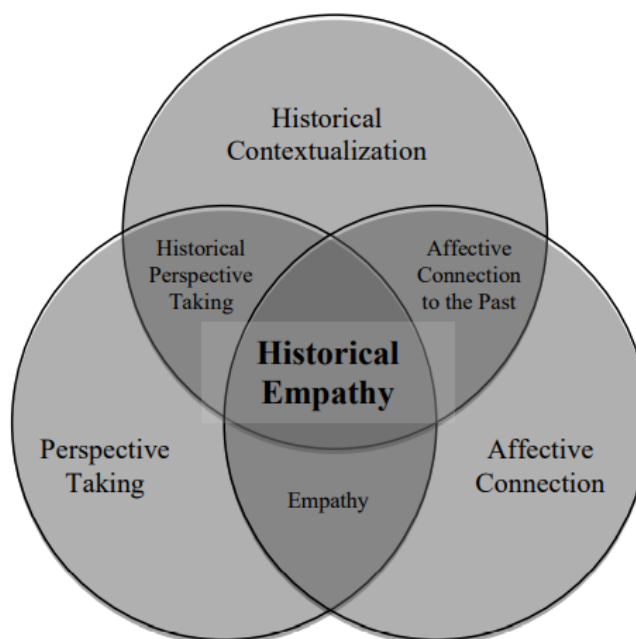 Historical
Contextualization
Historical
Perspective
Taking
Affective
Connection
to the Past
Historical
Empathy
Perspective
Taking
Affective
Connection
Empathy